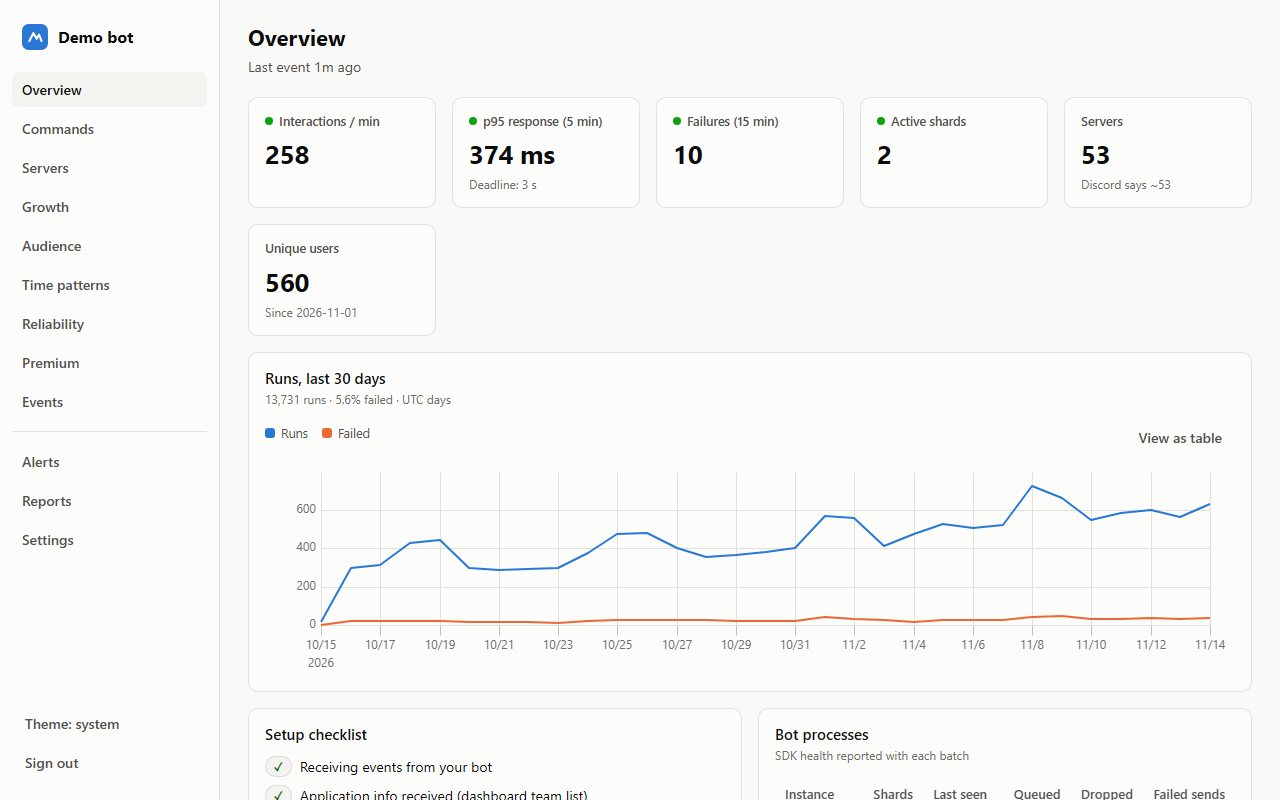 Demo bot
Overview
Commands
Servers
Growth
Audience
Time patterns
Reliability
Premium
Events
Alerts
Reports
Settings
Theme: system
Sign out
Overview
Last event 1m ago
Interactions / min
258
p95 response (5 min)
374 ms
Deadline: 3 s
Failures (15 min)
10
Active shards
2
Servers
53
Discord says ~53
Unique users
560
Since 2026-11-01
Runs, last 30 days
13,731 runs · 5.6% failed · UTC days
Runs Failed
View as table
600
400
200
0
10/15 10/17 10/19 10/21 10/23 10/25 10/27 10/29 10/31 11/2 11/4 11/6 11/8 11/10 11/12 11/14
2026
Setup checklist
✓ Receiving events from your bot
✓ Application info received (dashboard team list)
Bot processes
SDK health reported with each batch
Instance Shards Last seen Queued Dropped Failed sends